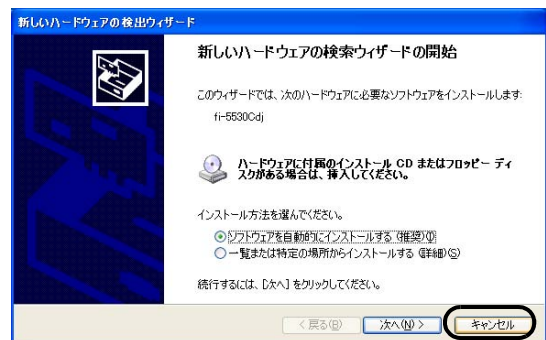 新しいハードウェアの検出ウィザード
新しいハードウェアの検索ウィザードの開始
このウィザードでは、次のハードウェアに必要なソフトウェアをインストールします:
fi-5530Cdj
ハードウェアに付属のインストール CD またはフロッピー ディ
スクがある場合は、挿入してください。
インストール方法を選んでください。
ソフトウェアを自動的にインストールする (推奨)(I)
一覧または特定の場所からインストールする (詳細)(S)
続行するには、[次へ] をクリックしてください。
< 戻る(B)
次へ(N) >
キャンセル